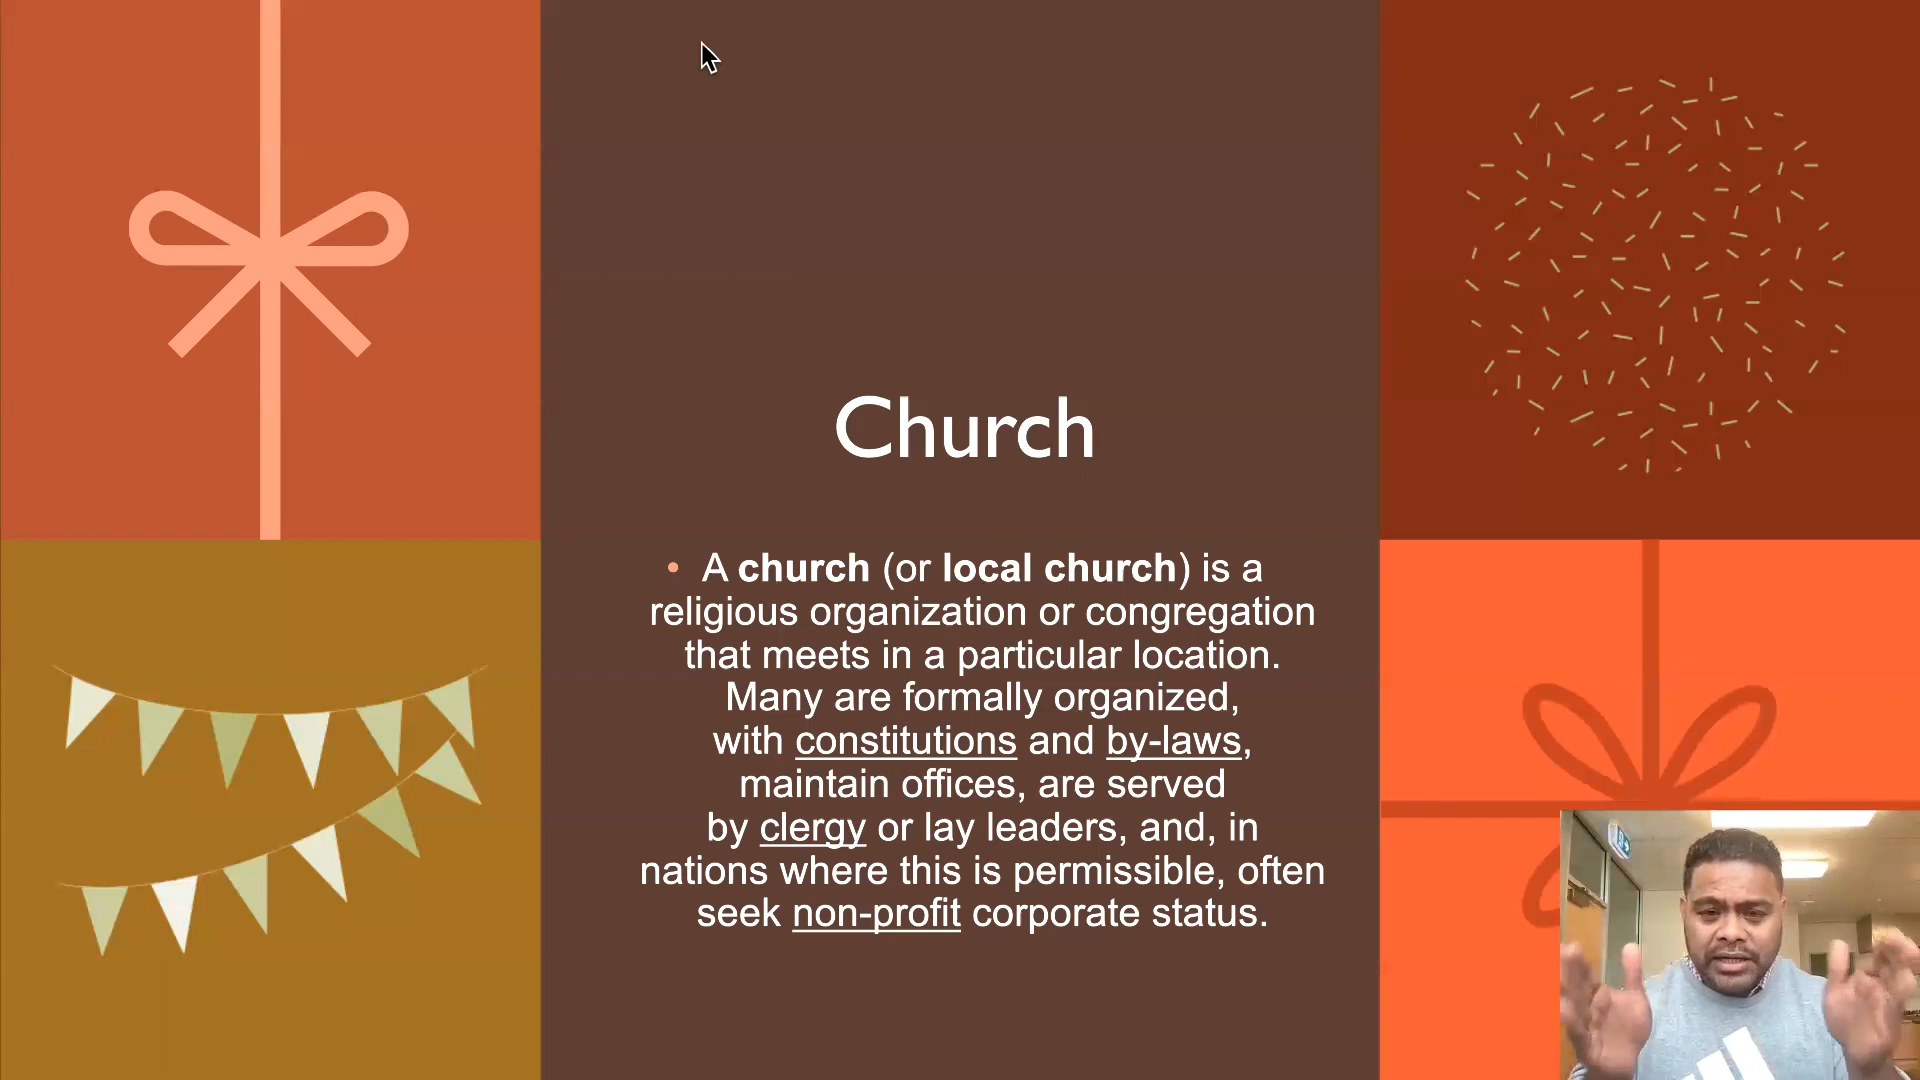 Church
• A church (or local church) is a
religious organization or congregation
that meets in a particular location.
Many are formally organized,
with constitutions and by-laws,
maintain offices, are served
by clergy or lay leaders, and, in
nations where this is permissible, often
seek non-profit corporate status.